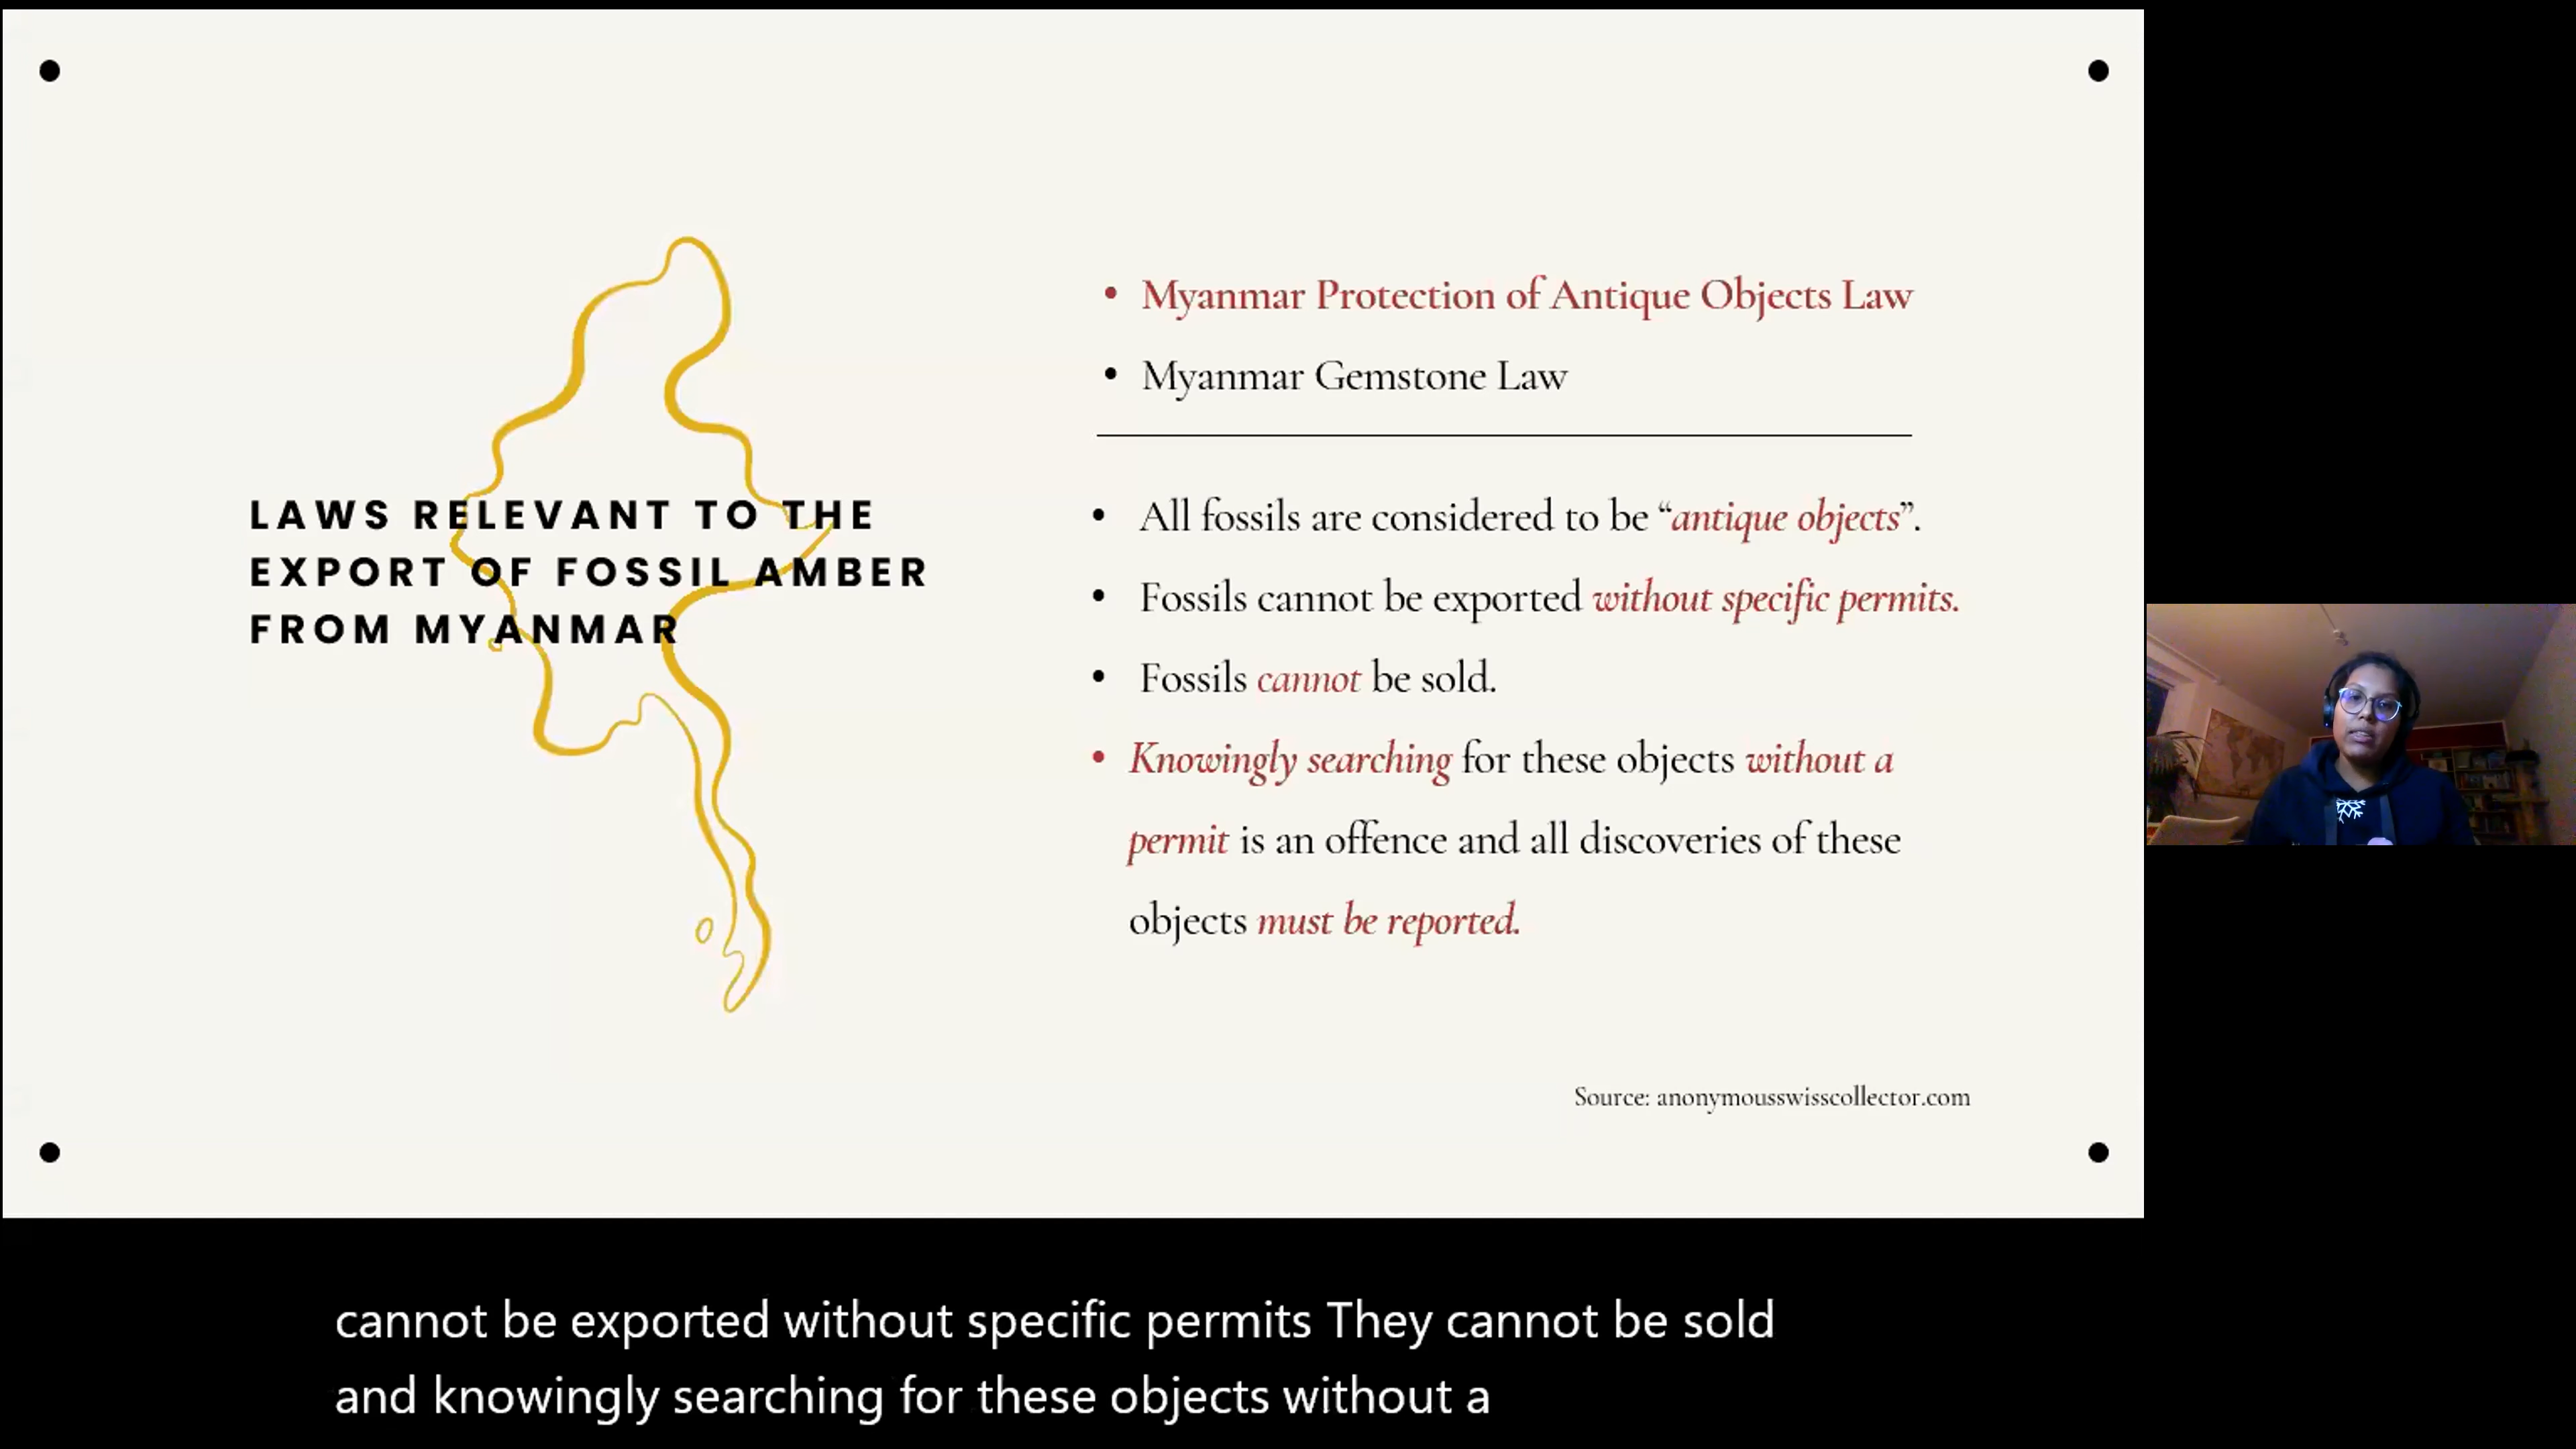 LAWS RELEVANT TO THE
EXPORT OF FOSSIL AMBER
FROM MYANMAR
• Myanmar Protection of Antique Objects Law
• Myanmar Gemstone Law
• All fossils are considered to be “antique objects”.
• Fossils cannot be exported without specific permits.
• Fossils cannot be sold.
• Knowingly searching for these objects without a
permit is an offence and all discoveries of these
objects must be reported.
Source: anonymousswisscollector.com
cannot be exported without specific permits They cannot be sold
and knowingly searching for these objects without a